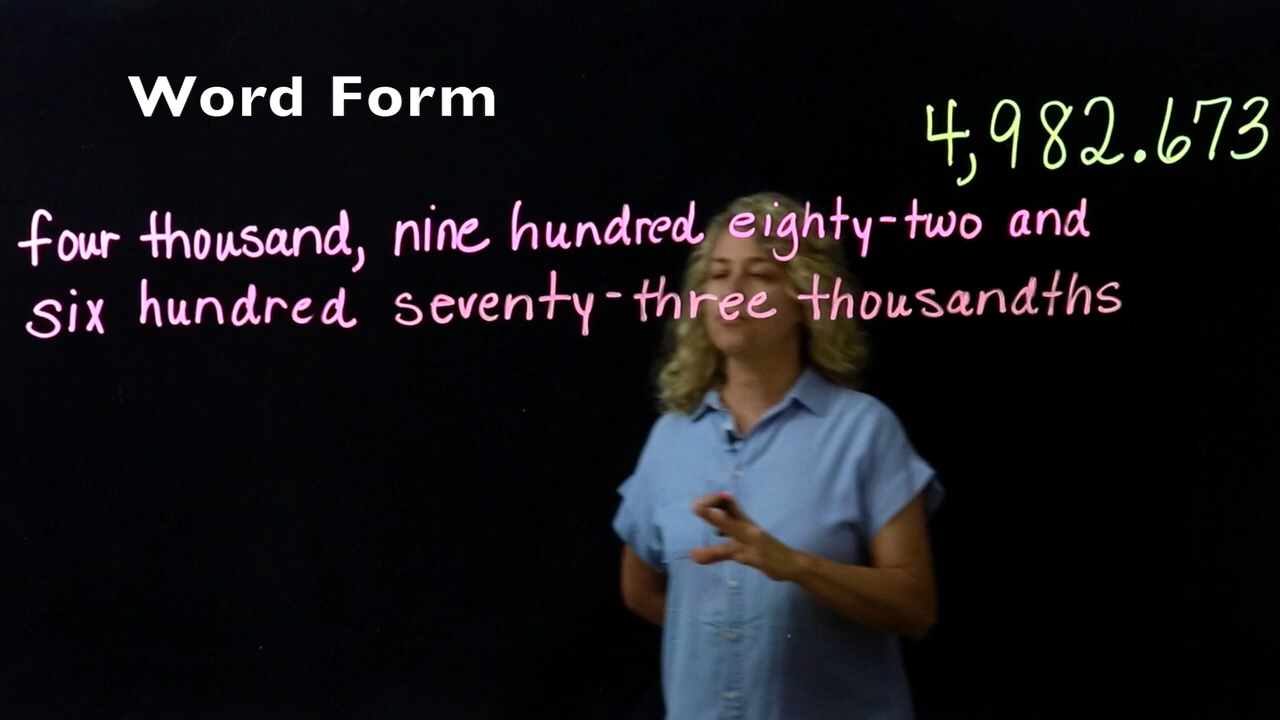 Word Form
4,982.673
four thousand, nine hundred eighty-two and
six hundred seventy-three thousandths